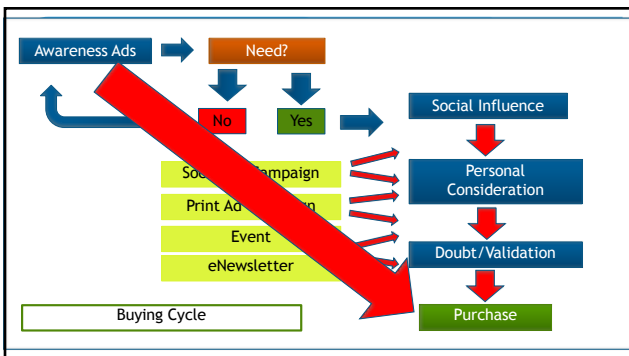 Awareness Ads
Need?
No
Yes
Social Influence
Personal
Consideration
Print Ad
Event
eNewsletter
Doubt/Validation
Buying Cycle
Purchase